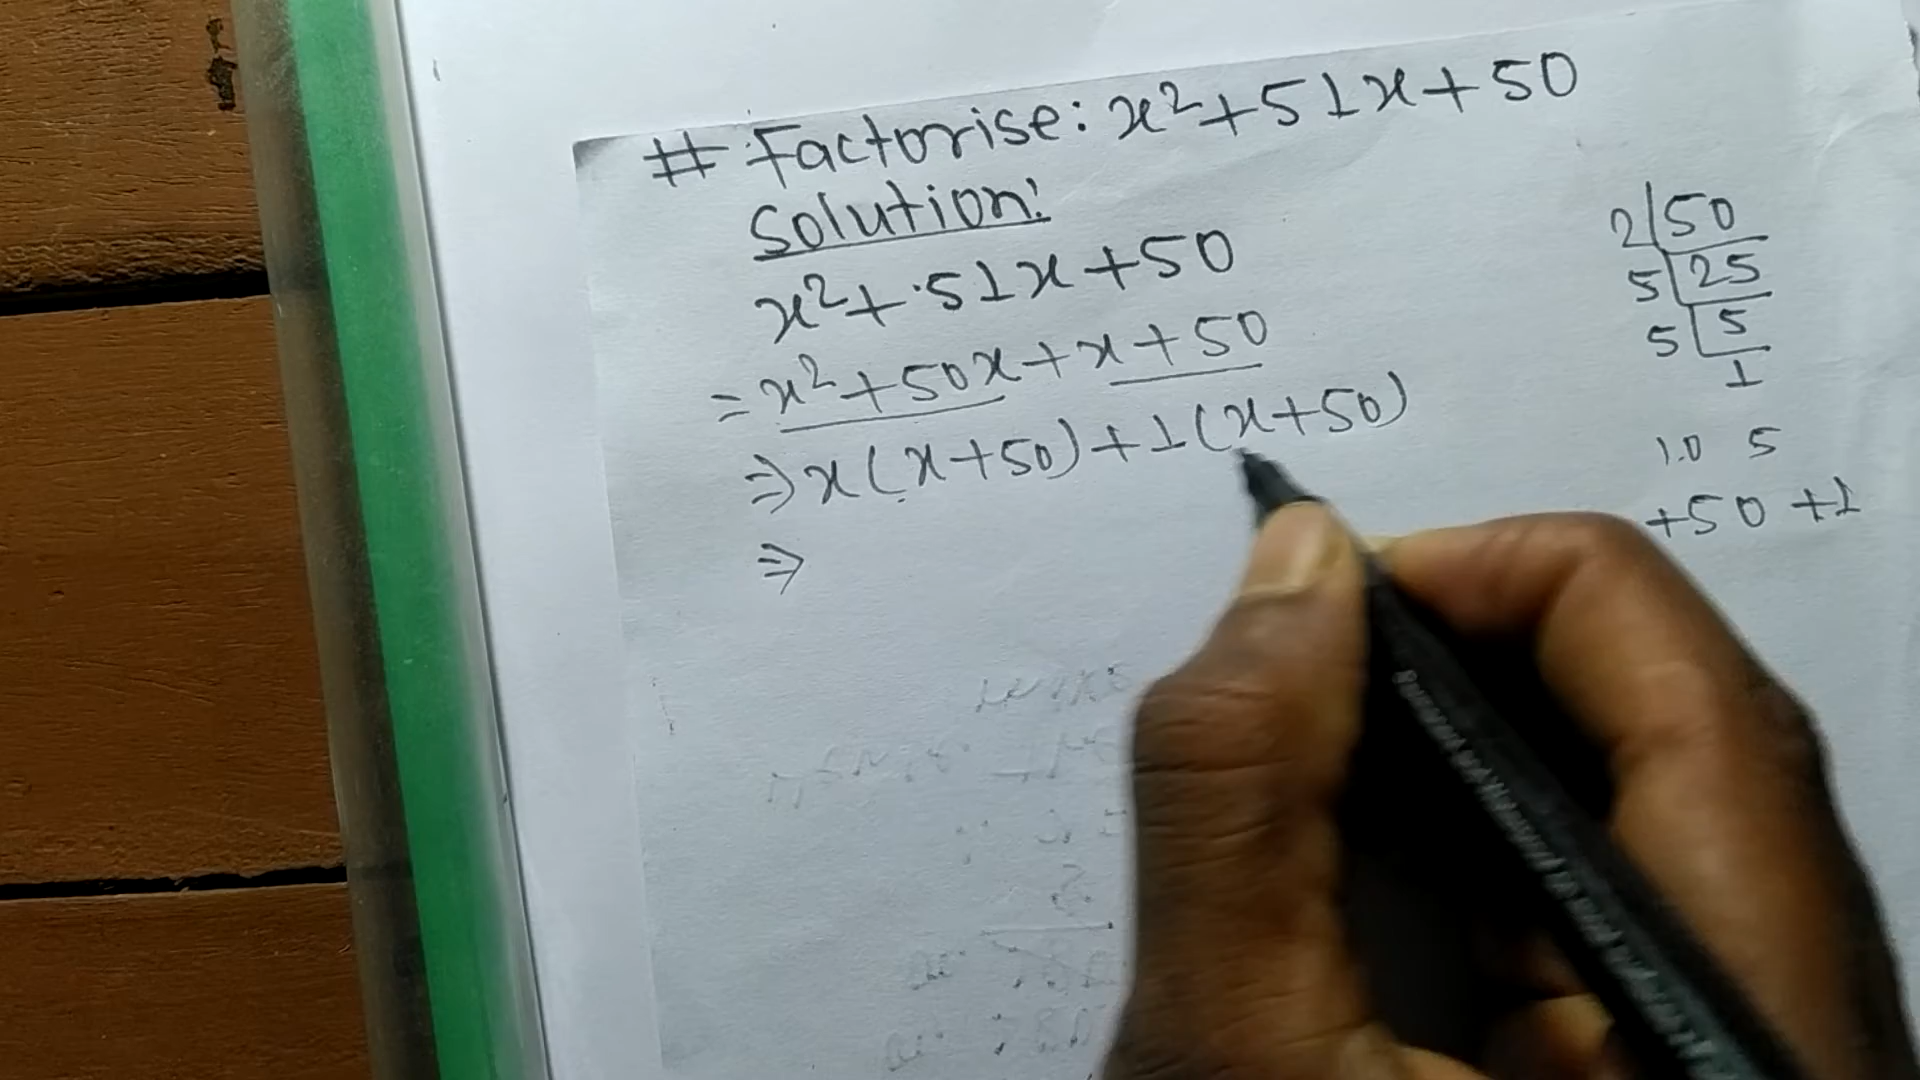 # Factorise: x²+51x+50
Solution:
x²+51x+50
= x²+50x+x+50
⇒ x(x+50)+1(x+50)
⇒
2 50
5 25
5 5
1
10 5
+50 +1